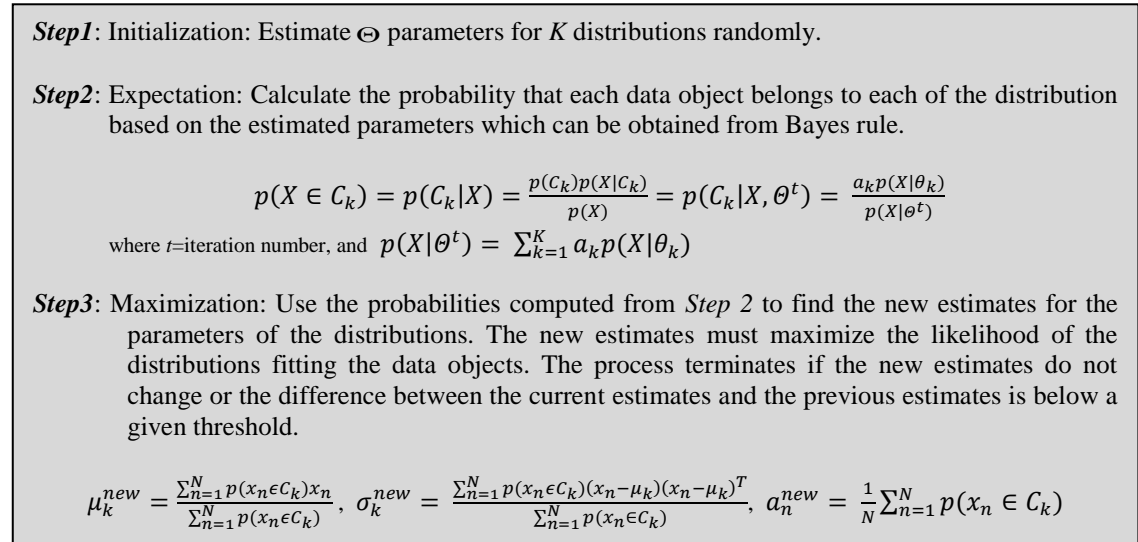 Step1: Initialization: Estimate Θ parameters for K distributions randomly.
Step2: Expectation: Calculate the probability that each data object belongs to each of the distribution
based on the estimated parameters which can be obtained from Bayes rule.
p(X ∈ C_k) = p(C_k|X) = \frac{p(C_k)p(X|C_k)}{p(X)} = p(C_k|X, Θ^t) = \frac{a_k p(X|θ_k)}{p(X|Θ^t)}
where t=iteration number, and p(X|Θ^t) = ∑_{k=1}^{K} a_k p(X|θ_k)
Step3: Maximization: Use the probabilities computed from Step 2 to find the new estimates for the
parameters of the distributions. The new estimates must maximize the likelihood of the
distributions fitting the data objects. The process terminates if the new estimates do not
change or the difference between the current estimates and the previous estimates is below a
given threshold.
μ_k^{new} = \frac{∑_{n=1}^{N} p(x_n ϵ C_k) x_n}{∑_{n=1}^{N} p(x_n ϵ C_k)}, σ_k^{new} = \frac{∑_{n=1}^{N} p(x_n ϵ C_k)(x_n−μ_k)(x_n−μ_k)^T}{∑_{n=1}^{N} p(x_n ∈ C_k)}, a_n^{new} = \frac{1}{N} ∑_{n=1}^{N} p(x_n ∈ C_k)